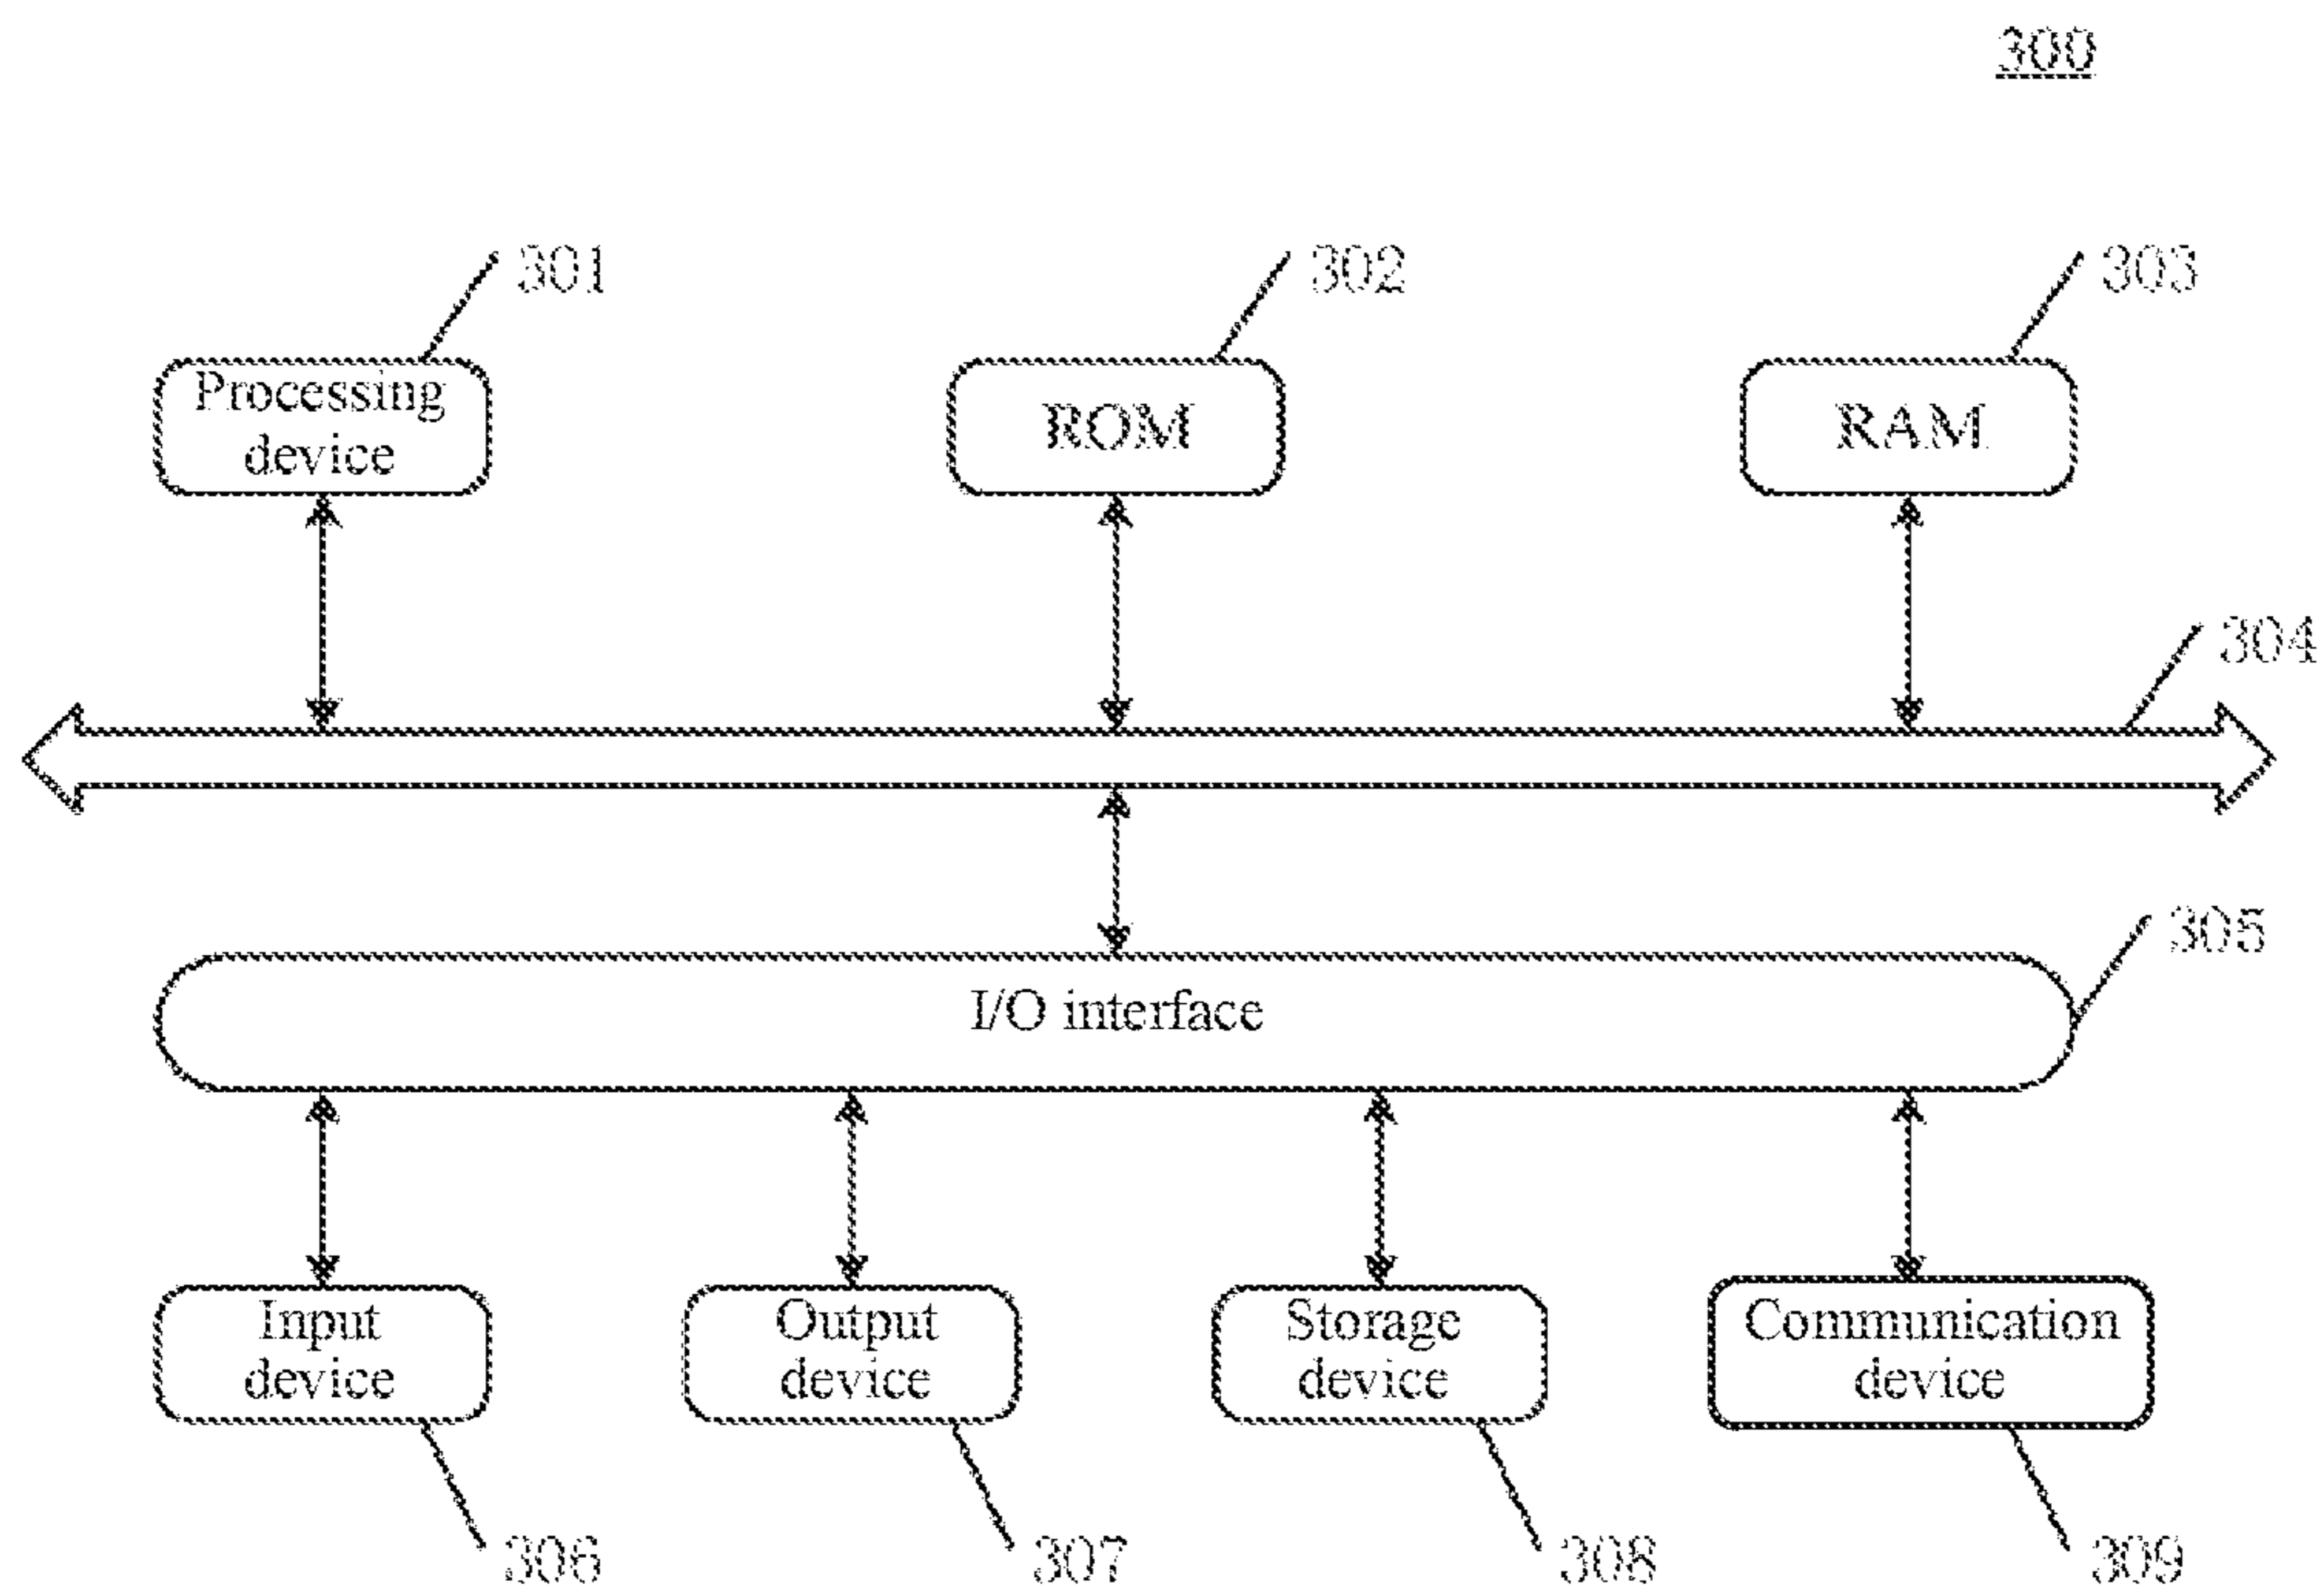 300
301
302
303
Processing
device
ROM
RAM
304
305
I/O interface
Input
device
Output
device
Storage
device
Communication
device
306
307
308
309